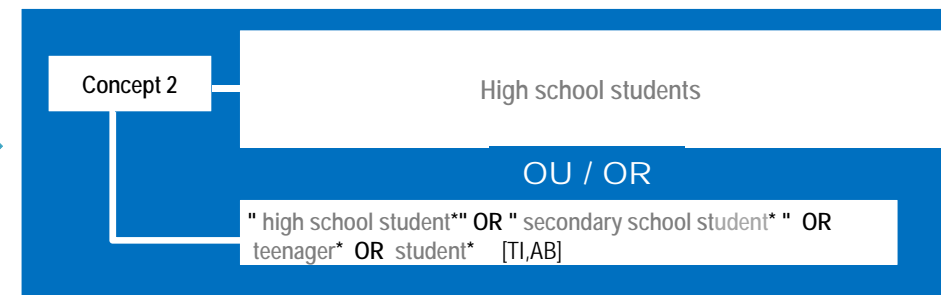 Concept 2
High school students
OU / OR
" high school student*" OR " secondary school student* " OR
teenager* OR student* [TI,AB]